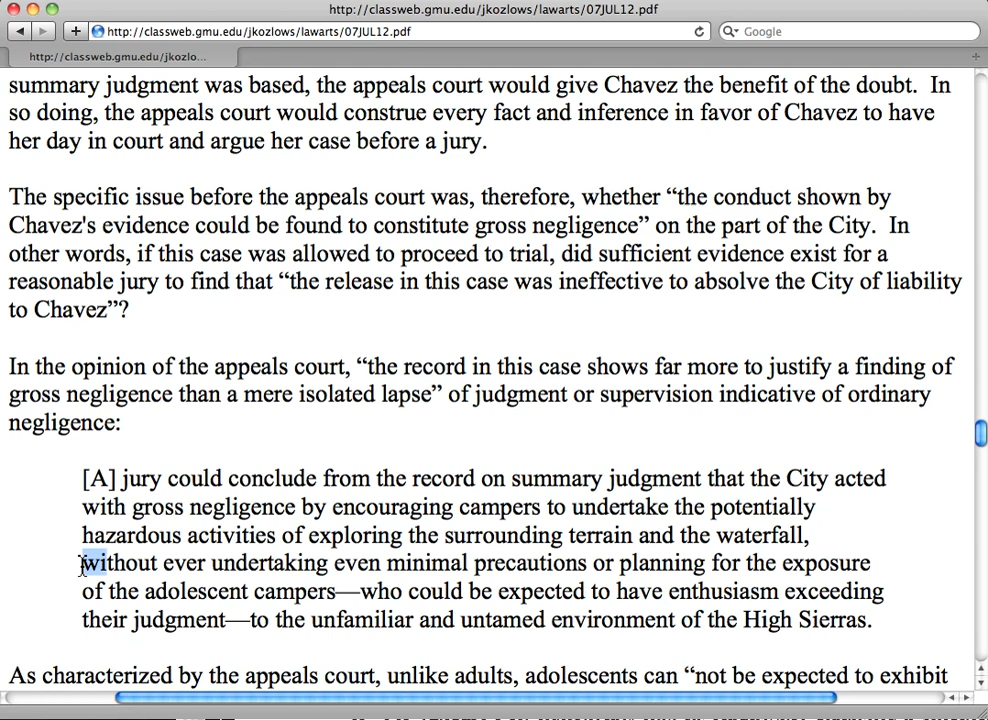 http://classweb.gmu.edu/jkozlows/lawarts/07JUL12.pdf
http://classweb.gmu.edu/jkozlows/lawarts/07JUL12.pdf
Google
http://classweb.gmu.edu/jkozlo...
summary judgment was based, the appeals court would give Chavez the benefit of the doubt. In
so doing, the appeals court would construe every fact and inference in favor of Chavez to have
her day in court and argue her case before a jury.
The specific issue before the appeals court was, therefore, whether “the conduct shown by
Chavez's evidence could be found to constitute gross negligence” on the part of the City. In
other words, if this case was allowed to proceed to trial, did sufficient evidence exist for a
reasonable jury to find that “the release in this case was ineffective to absolve the City of liability
to Chavez”?
In the opinion of the appeals court, “the record in this case shows far more to justify a finding of
gross negligence than a mere isolated lapse” of judgment or supervision indicative of ordinary
negligence:
[A] jury could conclude from the record on summary judgment that the City acted
with gross negligence by encouraging campers to undertake the potentially
hazardous activities of exploring the surrounding terrain and the waterfall,
without ever undertaking even minimal precautions or planning for the exposure
of the adolescent campers—who could be expected to have enthusiasm exceeding
their judgment—to the unfamiliar and untamed environment of the High Sierras.
As characterized by the appeals court, unlike adults, adolescents can “not be expected to exhibit